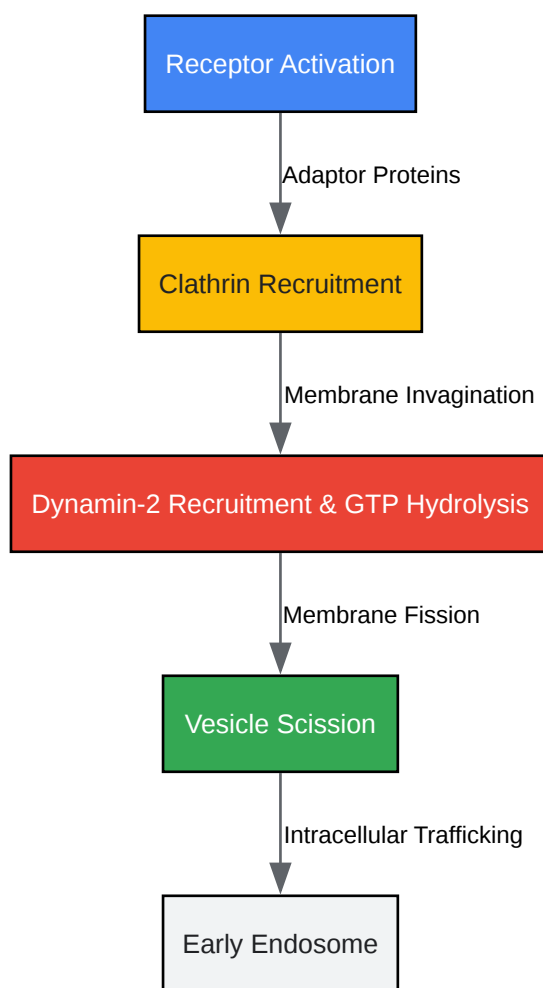 Receptor Activation
Adaptor Proteins
Clathrin Recruitment
Membrane Invagination
Dynamin-2 Recruitment & GTP Hydrolysis
Membrane Fission
Vesicle Scission
Intracellular Trafficking
Early Endosome